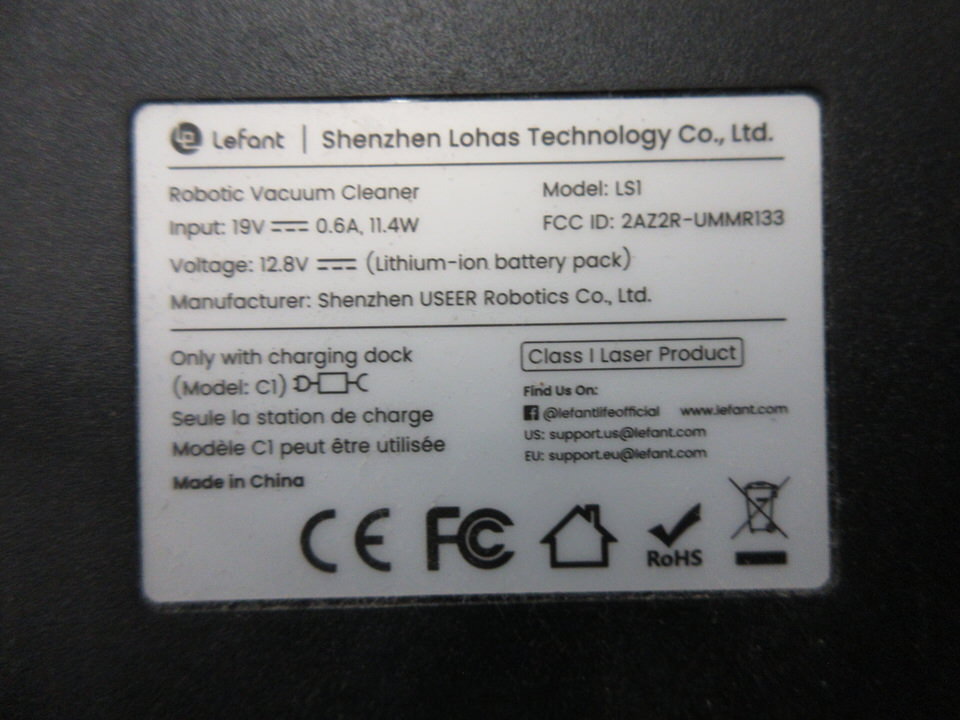 Lefant | Shenzhen Lohas Technology Co., Ltd.
Robotic Vacuum Cleaner
Model: LS1
Input: 19V ⎓ 0.6A, 11.4W
FCC ID: 2AZ2R-UMMR133
Voltage: 12.8V ⎓ (Lithium-ion battery pack)
Manufacturer: Shenzhen USEER Robotics Co., Ltd.
Only with charging dock
(Model: C1)
Seule la station de charge
Modèle C1 peut être utilisée
Made in China
Class I Laser Product
Find Us On:
@lefantlifeofficial www.lefant.com
US: support.us@lefant.com
EU: support.eu@lefant.com
CE FC RoHS